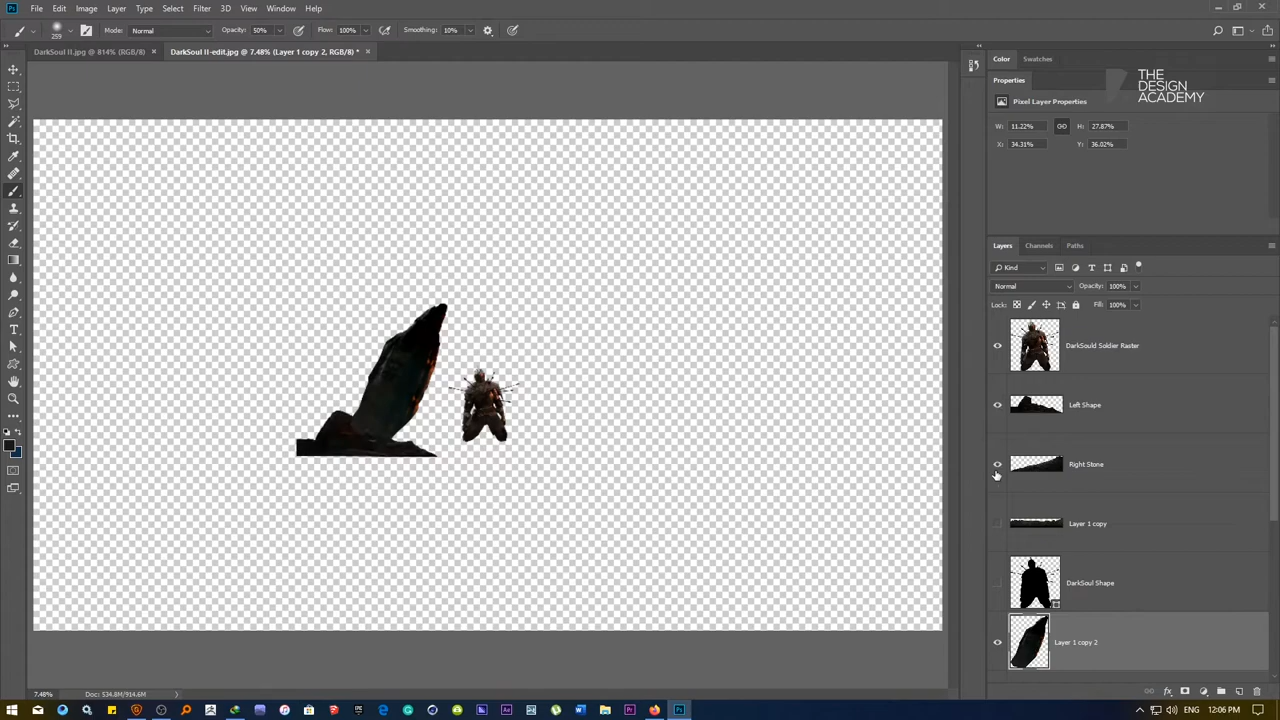 Ps File Edit Image Layer Type Select Filter 3D View Window Help
259 Mode: Normal Opacity: 50% Flow: 100% Smoothing: 10%
DarkSoul II.jpg @ 814% (RGB/8) × DarkSoul II-edit.jpg @ 7.48% (Layer 1 copy 2, RGB/8) * ×
Color Swatches
Properties
THE
DESIGN
ACADEMY
Pixel Layer Properties
W: 11.22% H: 27.87%
X: 34.31% Y: 36.02%
Layers Channels Paths
Kind
Normal Opacity: 100%
Lock: Fill: 100%
DarkSould Soldier Raster
Left Shape
Right Stone
Layer 1 copy
DarkSoul Shape
Layer 1 copy 2
7.48% Doc: 534.8M/914.6M
ENG 12:06 PM